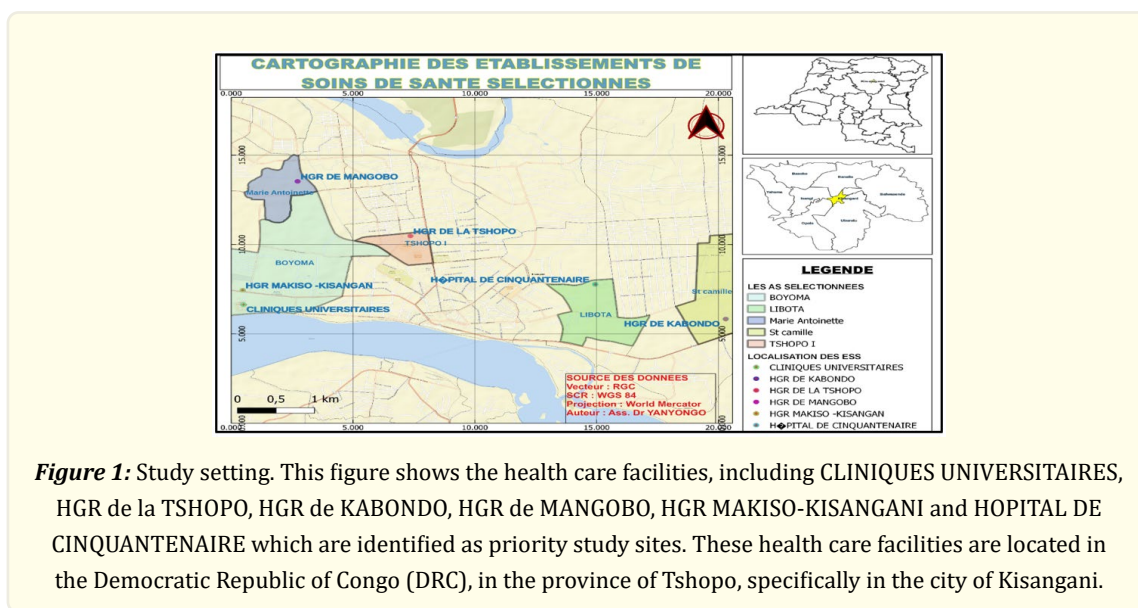 CARTOGRAPHIE DES ETABLISSEMENTS DE
SOINS DE SANTE SELECTIONNES
0.000
5.000
10.000
15.000
20.000
15.000
15.000
10.000
10.000
5.000
5.000
HGR DE MANGOBO
Marie Antoinette
HGR DE LA TSHOPO
TSHOPO I
BOYOMA
H�PITAL DE CINQUANTENAIRE
HGR MAKISO -KISANGAN
St camille
CLINIQUES UNIVERSITAIRES
LIBOTA
HGR DE KABONDO
SOURCE DES DONNEES
Vecteur : RGC
SCR : WGS 84
Projection : World Mercator
Auteur : Ass. Dr YANYONGO
0 0,5 1 km
0.000
5.000
10.000
15.000
20.000
LEGENDE
LES AS SELECTIONNEES
BOYOMA
LIBOTA
Marie Antoinette
St camille
TSHOPO I
LOCALISATION DES ESS
CLINIQUES UNIVERSITAIRES
HGR DE KABONDO
HGR DE LA TSHOPO
HGR DE MANGOBO
HGR MAKISO -KISANGAN
H�PITAL DE CINQUANTENAIRE
Figure 1: Study setting. This figure shows the health care facilities, including CLINIQUES UNIVERSITAIRES,
HGR de la TSHOPO, HGR de KABONDO, HGR de MANGOBO, HGR MAKISO-KISANGANI and HOPITAL DE
CINQUANTENAIRE which are identified as priority study sites. These health care facilities are located in
the Democratic Republic of Congo (DRC), in the province of Tshopo, specifically in the city of Kisangani.